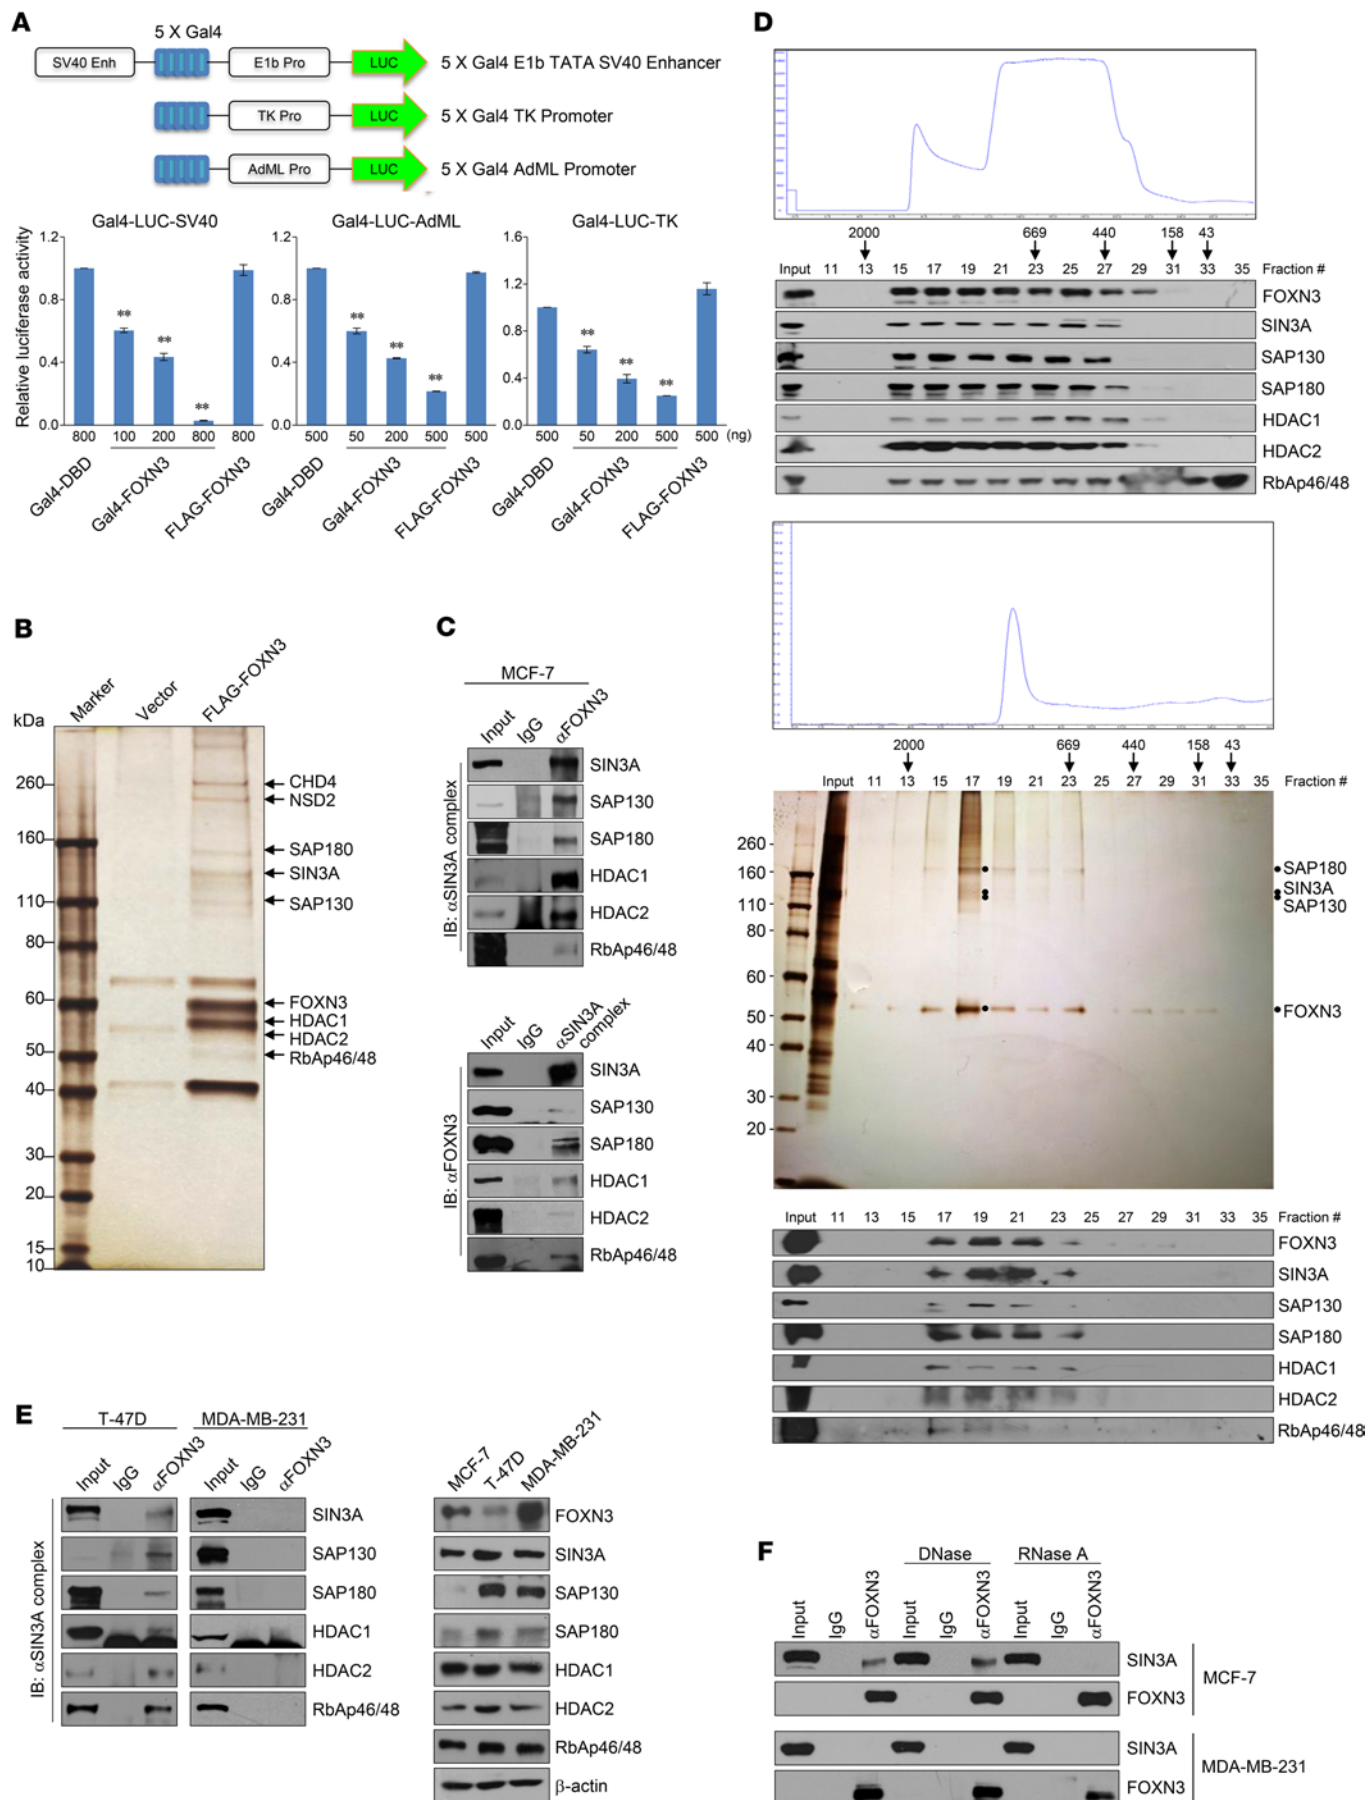 A
5 X Gal4
SV40 Enh
E1b Pro
LUC
5 X Gal4 E1b TATA SV40 Enhancer
TK Pro
LUC
5 X Gal4 TK Promoter
AdML Pro
LUC
5 X Gal4 AdML Promoter
Relative luciferase activity
Gal4-LUC-SV40
1.2
1.0
0.8
0.4
0.0
**
**
**
800 100 200 800 800
Gal4-DBD
Gal4-FOXN3
FLAG-FOXN3
Gal4-LUC-AdML
1.2
0.8
0.4
0.0
**
**
**
500 50 200 500 500
Gal4-DBD
Gal4-FOXN3
FLAG-FOXN3
Gal4-LUC-TK
1.6
1.2
0.8
0.4
0.0
**
**
**
500 50 200 500 500 (ng)
Gal4-DBD
Gal4-FOXN3
FLAG-FOXN3
B
kDa
Marker
Vector
FLAG-FOXN3
260
160
110
80
60
50
40
30
20
15
10
CHD4
NSD2
SAP180
SIN3A
SAP130
FOXN3
HDAC1
HDAC2
RbAp46/48
C
MCF-7
Input
IgG
αFOXN3
IB: αSIN3A complex
SIN3A
SAP130
SAP180
HDAC1
HDAC2
RbAp46/48
Input
IgG
αSIN3A complex
IB: αFOXN3
SIN3A
SAP130
SAP180
HDAC1
HDAC2
RbAp46/48
D
2000 669 440 158 43
Input 11 13 15 17 19 21 23 25 27 29 31 33 35 Fraction #
FOXN3
SIN3A
SAP130
SAP180
HDAC1
HDAC2
RbAp46/48
2000 669 440 158 43
Input 11 13 15 17 19 21 23 25 27 29 31 33 35 Fraction #
260
160
110
80
60
50
40
30
20
SAP180
SIN3A
SAP130
FOXN3
Input 11 13 15 17 19 21 23 25 27 29 31 33 35 Fraction #
FOXN3
SIN3A
SAP130
SAP180
HDAC1
HDAC2
RbAp46/48
E
T-47D
MDA-MB-231
Input
IgG
αFOXN3
Input
IgG
αFOXN3
IB: αSIN3A complex
SIN3A
SAP130
SAP180
HDAC1
HDAC2
RbAp46/48
MCF-7
T-47D
MDA-MB-231
FOXN3
SIN3A
SAP130
SAP180
HDAC1
HDAC2
RbAp46/48
β-actin
F
DNase
RNase A
Input
IgG
αFOXN3
Input
IgG
αFOXN3
Input
IgG
αFOXN3
SIN3A
FOXN3
MCF-7
SIN3A
FOXN3
MDA-MB-231